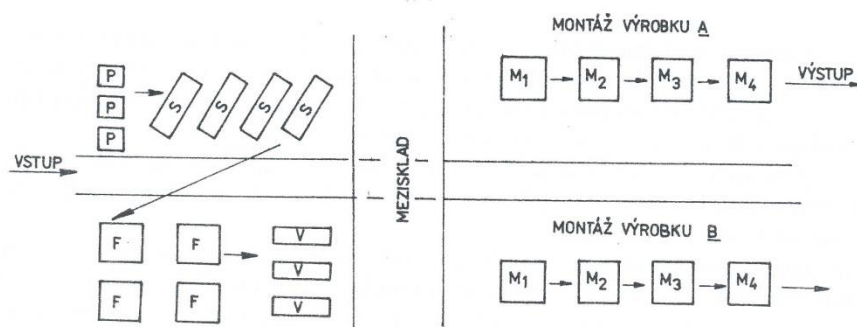 MONTÁŽ VÝROBKU A
P
P
P
S S S S
M1 M2 M3 M4 VÝSTUP
VSTUP
MEZISKLAD
MONTÁŽ VÝROBKU B
F F V
V
F F V
M1 M2 M3 M4